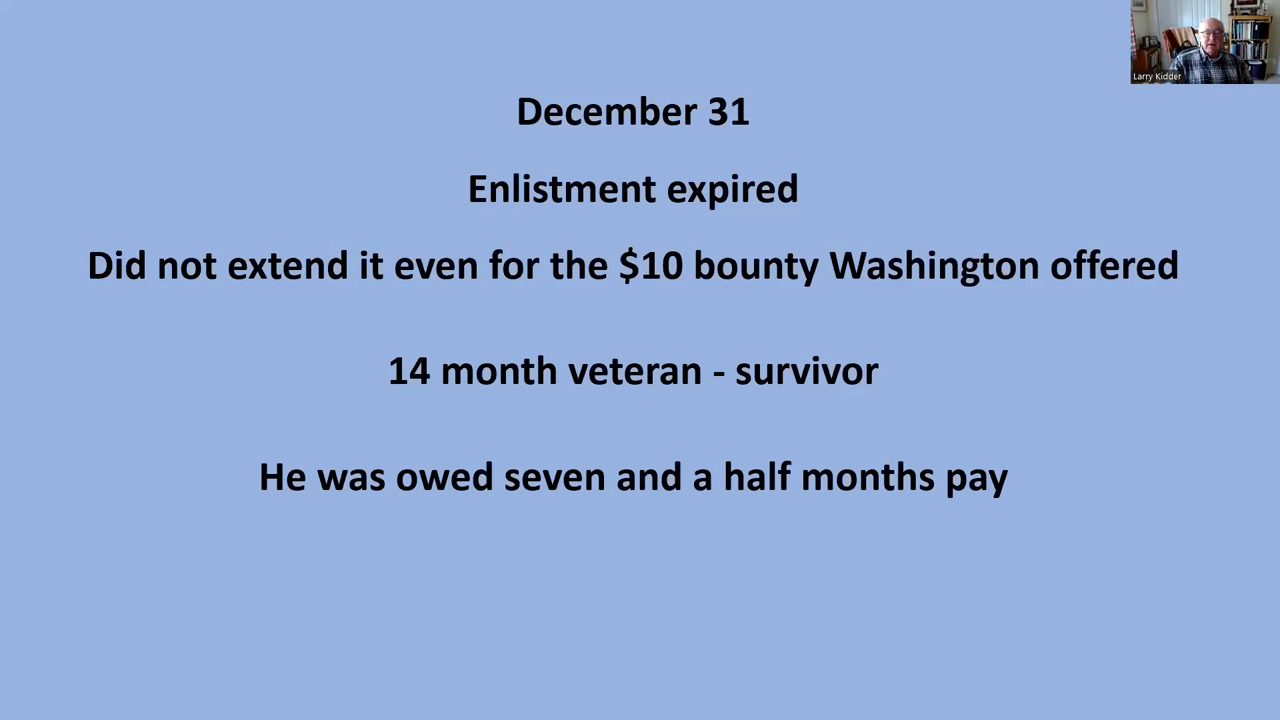 Larry Kidder
December 31
Enlistment expired
Did not extend it even for the $10 bounty Washington offered
14 month veteran - survivor
He was owed seven and a half months pay